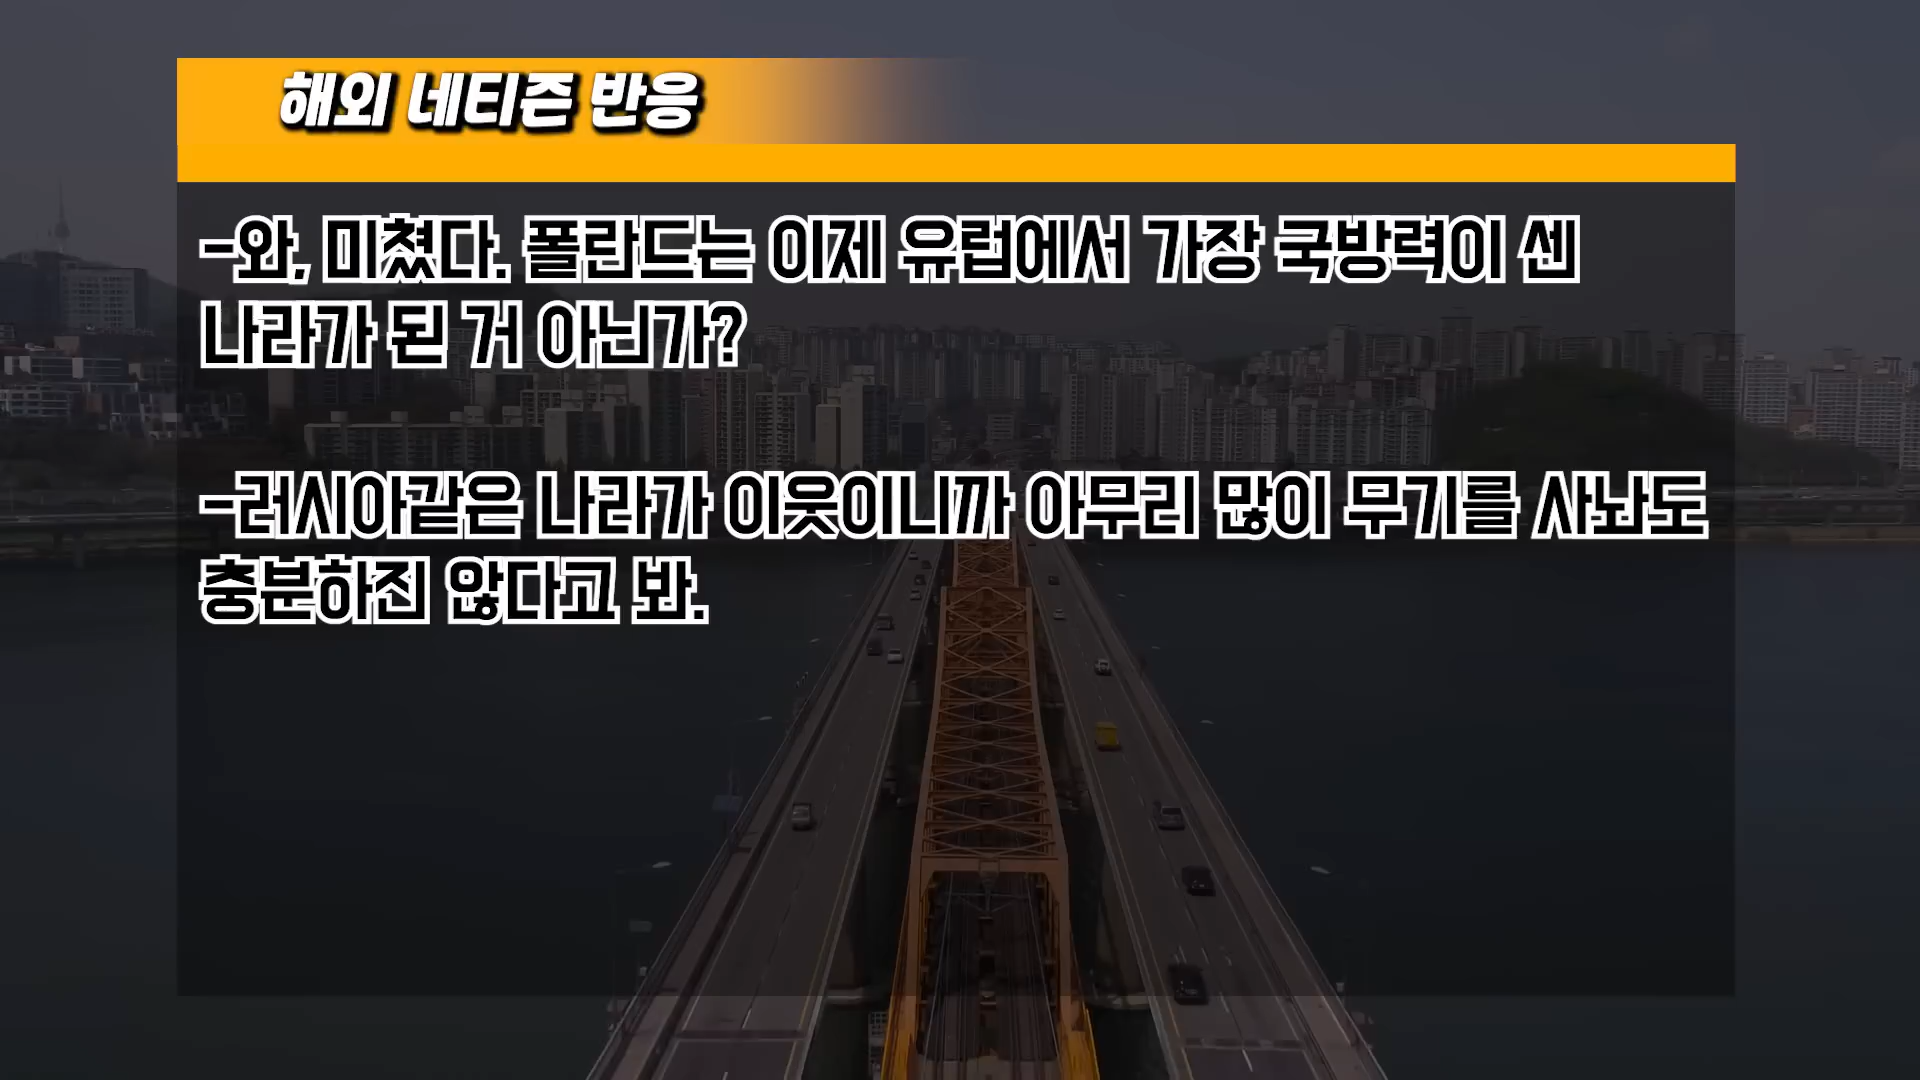 해외 네티즌 반응
-와, 미쳤다. 폴란드는 이제 유럽에서 가장 국방력이 센
나라가 된 거 아닌가?
-러시아같은 나라가 이웃이니까 아무리 많이 무기를 사놔도
충분하진 않다고 봐.